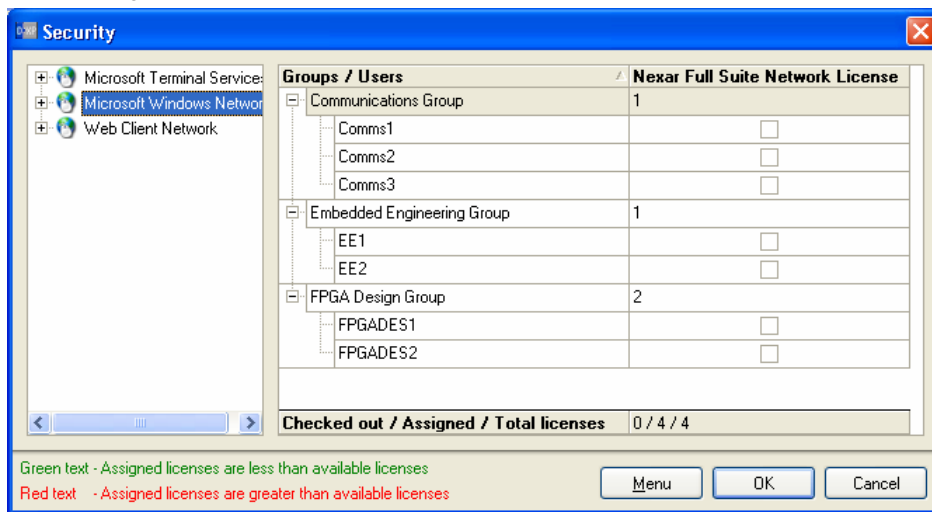 Security
Microsoft Terminal Service
Microsoft Windows Networ
Web Client Network
Groups / Users Nexar Full Suite Network License
Communications Group 1
Comms1
Comms2
Comms3
Embedded Engineering Group 1
EE1
EE2
FPGA Design Group 2
FPGADES1
FPGADES2
Checked out / Assigned / Total licenses 0 / 4 / 4
Green text - Assigned licenses are less than available licenses
Red text - Assigned licenses are greater than available licenses
Menu OK Cancel